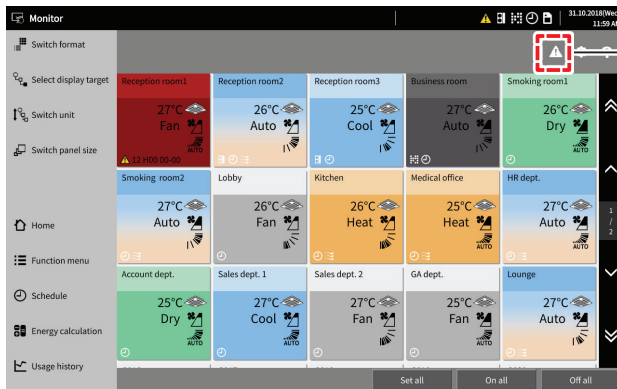 Monitor
31.10.2018(Wed
11:59 AM
Switch format
Select display target
Switch unit
Switch panel size
Home
Function menu
Schedule
Energy calculation
Usage history
Reception room1
27°C
Fan
AUTO
12 H00 00-00
Reception room2
26°C
Auto
Reception room3
25°C
Cool
Business room
27°C
Auto
Smoking room1
26°C
Dry
AUTO
Smoking room2
27°C
Auto
Lobby
26°C
Fan
Kitchen
26°C
Heat
Medical office
25°C
Heat
AUTO
HR dept.
27°C
Auto
AUTO
Account dept.
25°C
Dry
AUTO
Sales dept. 1
27°C
Cool
AUTO
Sales dept. 2
27°C
Fan
GA dept.
25°C
Fan
AUTO
Lounge
27°C
Auto
1
/
2
Set all
On all
Off all